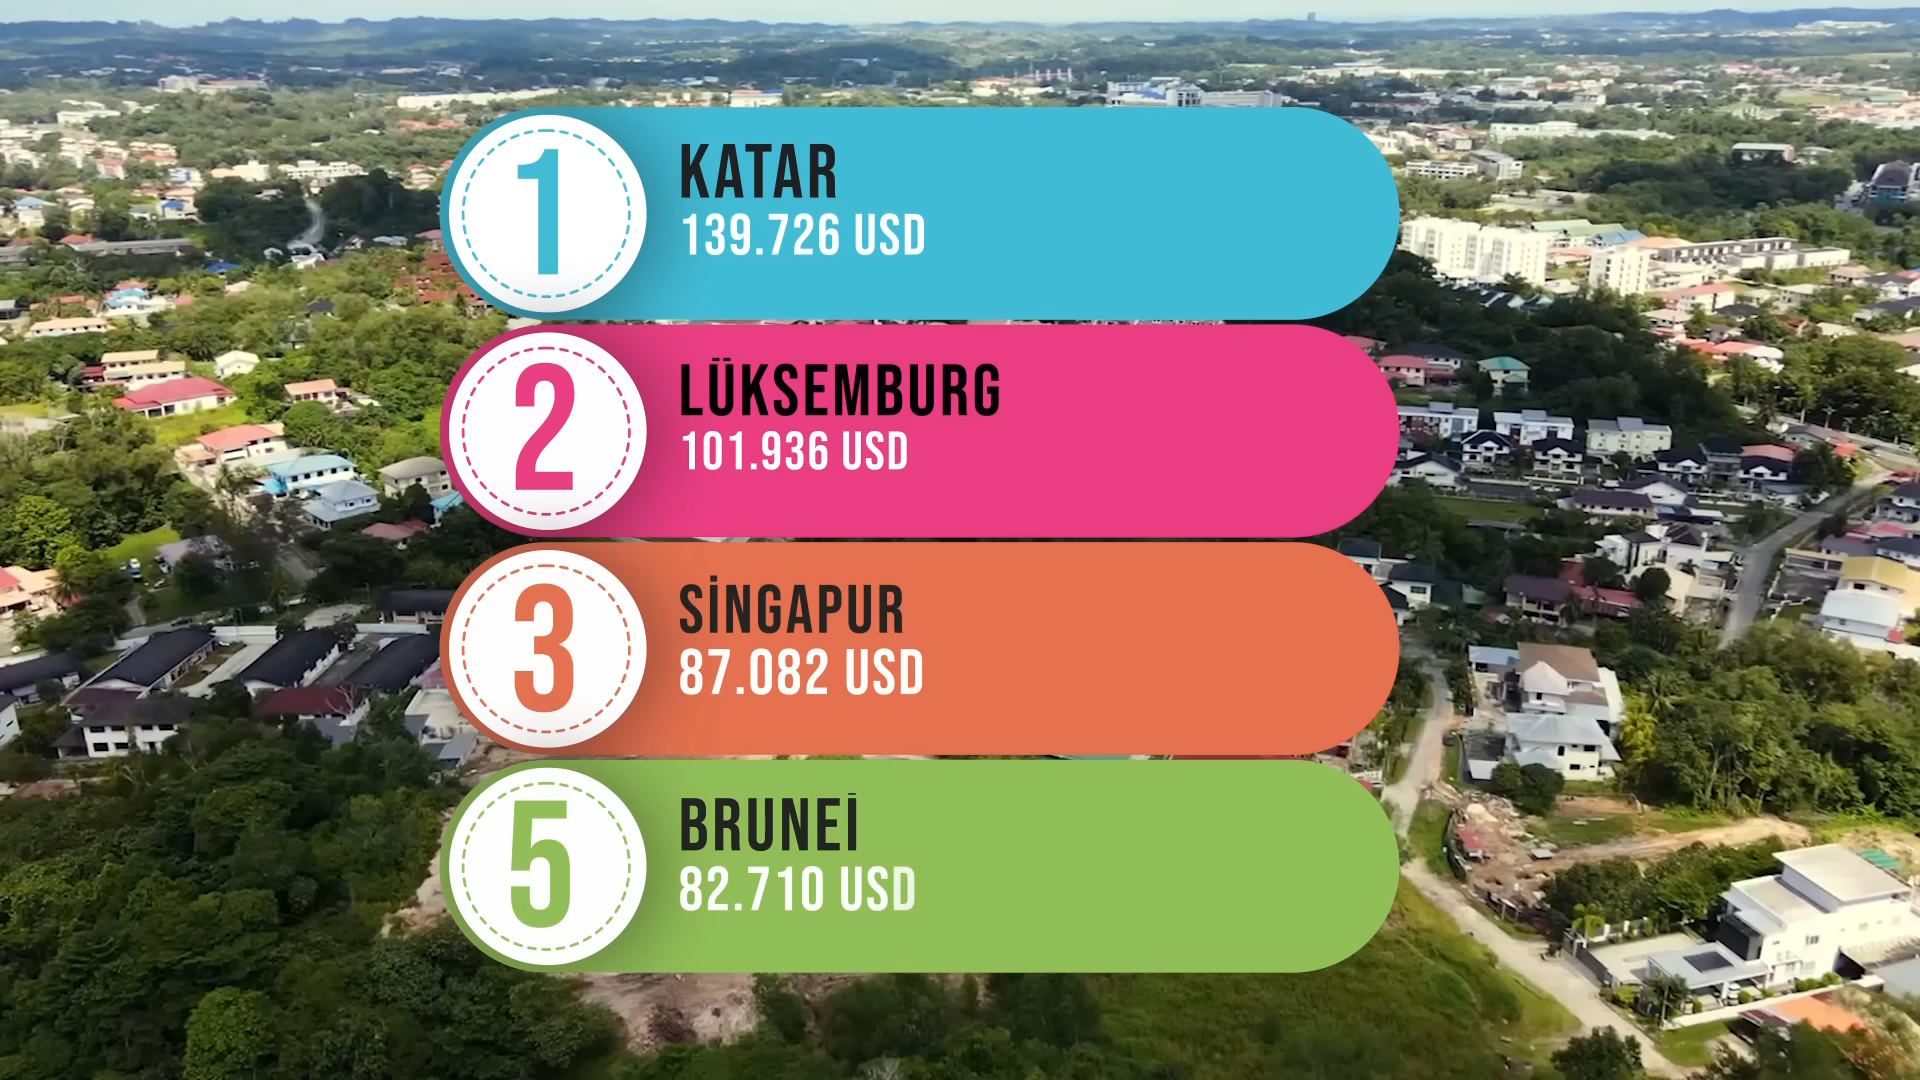 1
KATAR
139.726 USD
2
LÜKSEMBURG
101.936 USD
3
SİNGAPUR
87.082 USD
5
BRUNEİ
82.710 USD